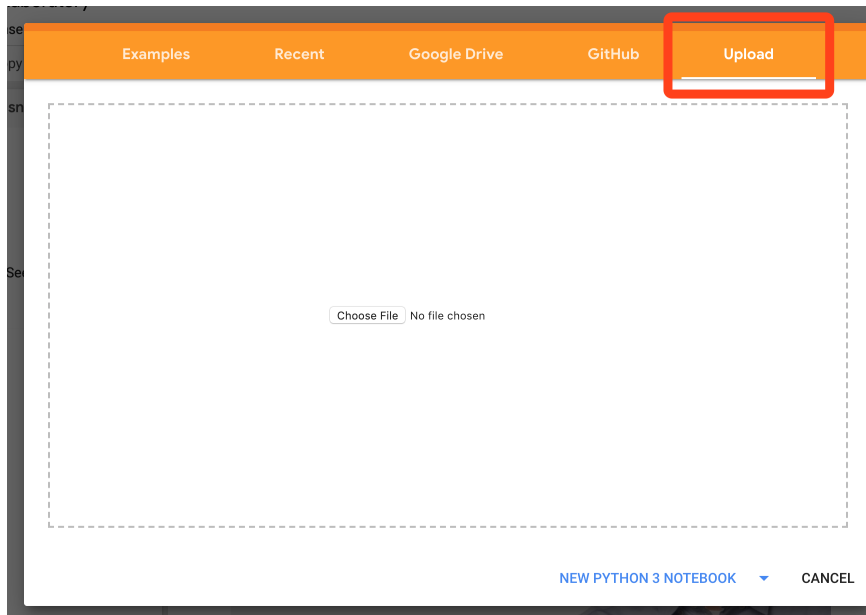 Examples Recent Google Drive GitHub Upload
Choose File No file chosen
NEW PYTHON 3 NOTEBOOK CANCEL